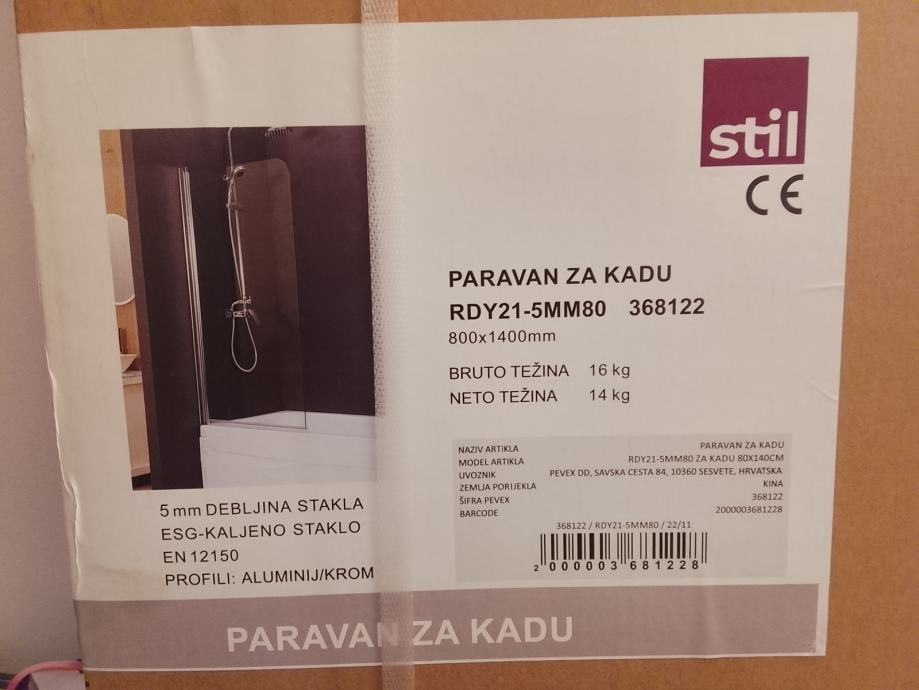 stil
CE
PARAVAN ZA KADU
RDY21-5MM80 368122
800x1400mm
BRUTO TEŽINA 16 kg
NETO TEŽINA 14 kg
NAZIV ARTIKLA PARAVAN ZA KADU
MODEL ARTIKLA RDY21-5MM80 ZA KADU 80X140CM
UVOZNIK PEVEX DD, SAVSKA CESTA 84, 10360 SESVETE, HRVATSKA
ZEMLJA PORIJEKLA KINA
ŠIFRA PEVEX 368122
BARCODE 2000003681228
368122 / RDY21-5MM80 / 22/11
2 000003 681228
5 mm DEBLJINA STAKLA
ESG-KALJENO STAKLO
EN 12150
PROFILI: ALUMINIJ/KROM
PARAVAN ZA KADU